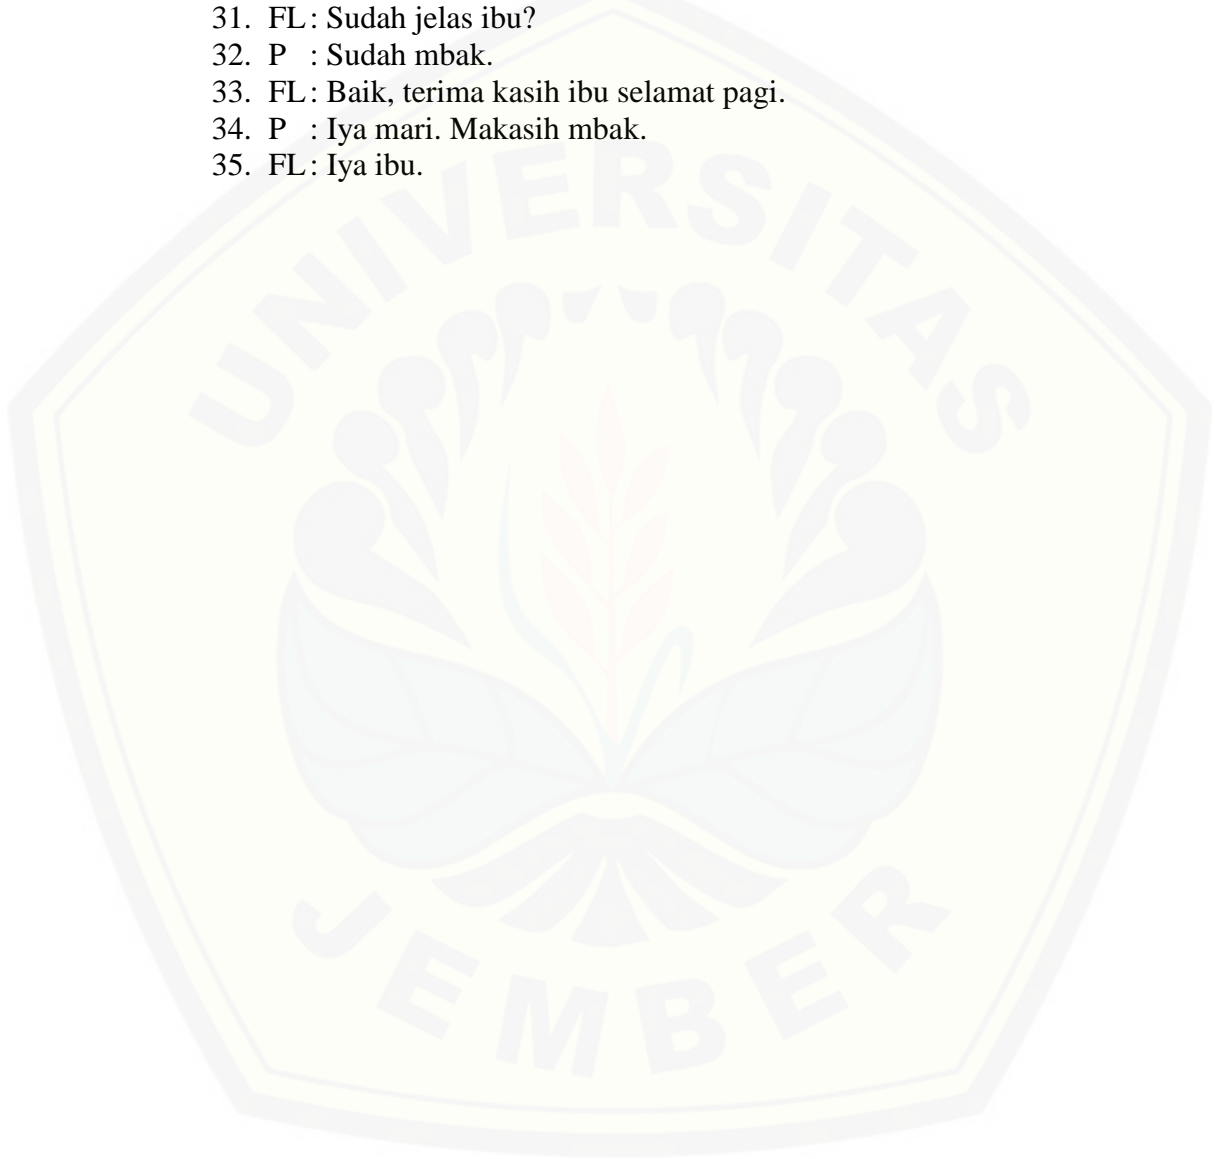 31. FL : Sudah jelas ibu?
32. P : Sudah mbak.
33. FL : Baik, terima kasih ibu selamat pagi.
34. P : Iya mari. Makasih mbak.
35. FL : Iya ibu.
UNIVERSITAS
JEMBER